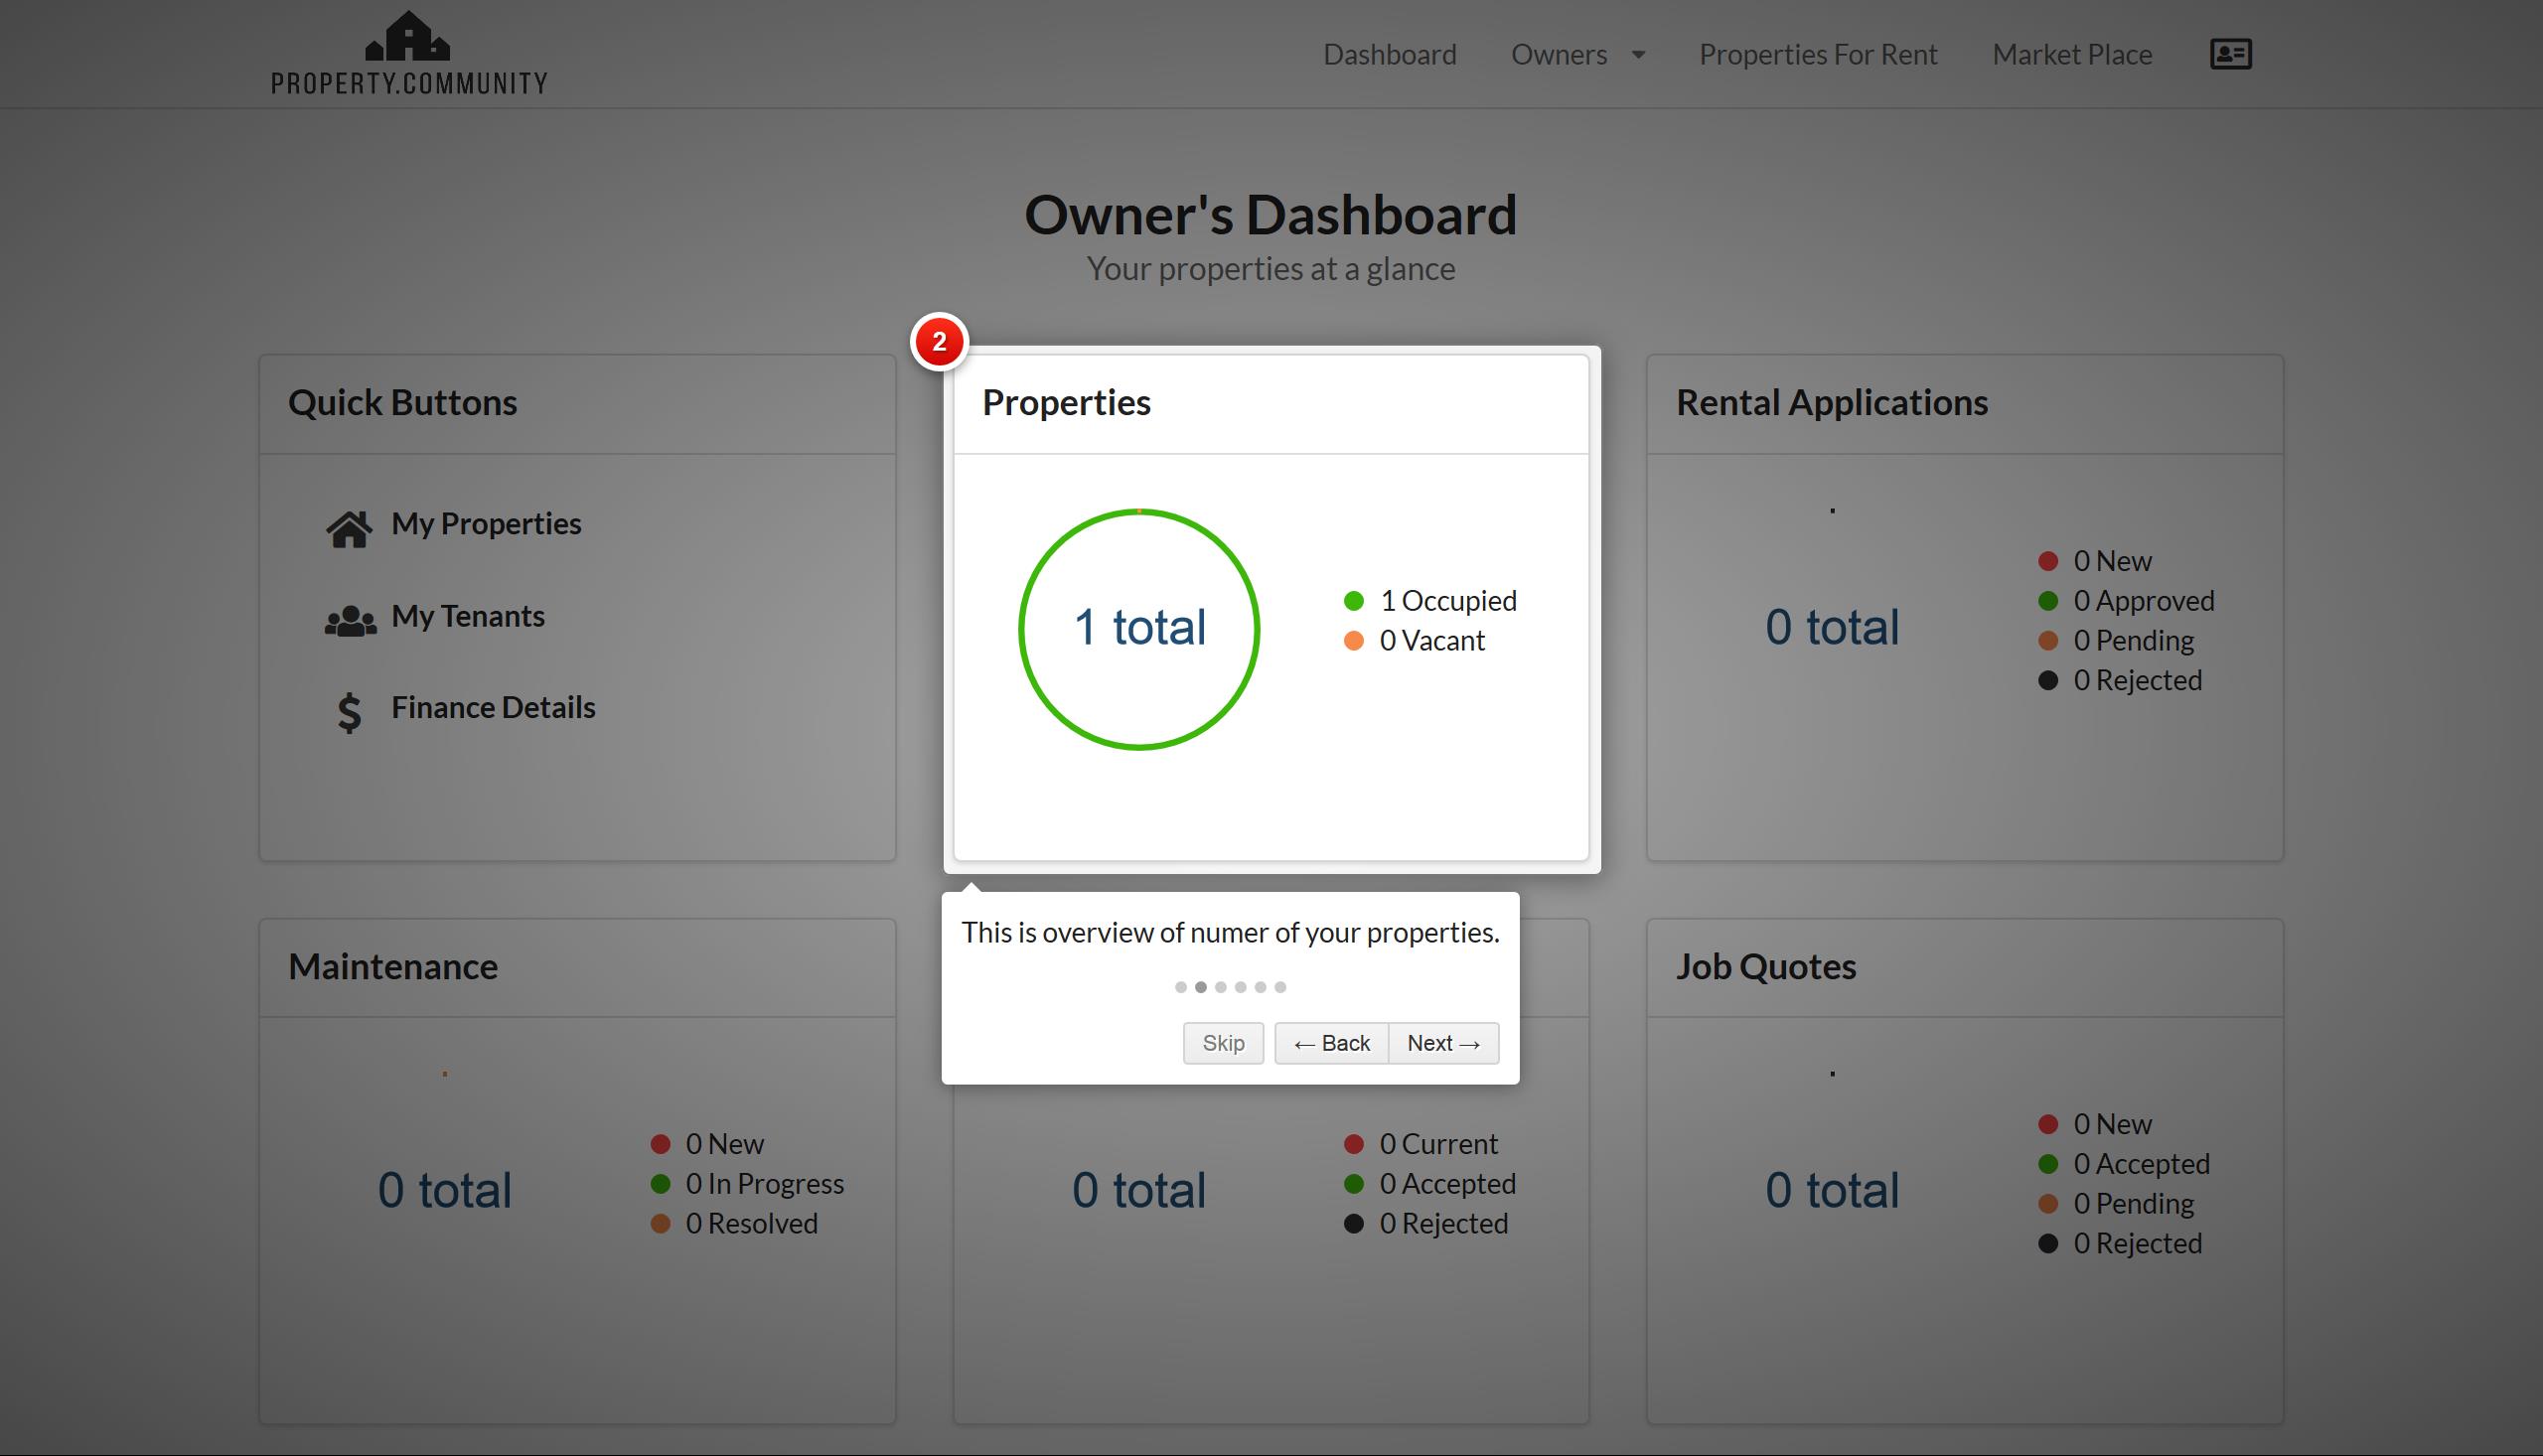 PROPERTY.COMMUNITY
Dashboard
Owners
Properties For Rent
Market Place
Owner's Dashboard
Your properties at a glance
Quick Buttons
My Properties
My Tenants
Finance Details
2
Properties
1 total
1 Occupied
0 Vacant
Rental Applications
0 total
0 New
0 Approved
0 Pending
0 Rejected
This is overview of numer of your properties.
Skip
← Back
Next →
Maintenance
0 total
0 New
0 In Progress
0 Resolved
0 total
0 Current
0 Accepted
0 Rejected
Job Quotes
0 total
0 New
0 Accepted
0 Pending
0 Rejected